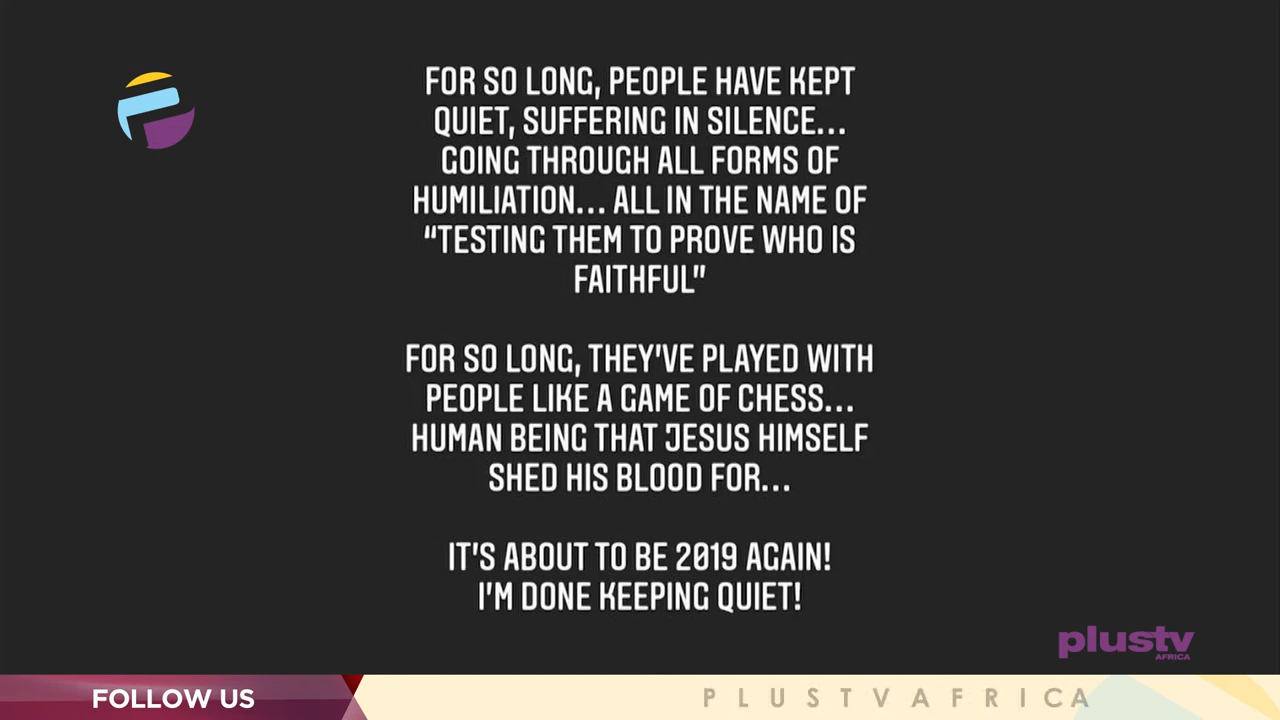 FOR SO LONG, PEOPLE HAVE KEPT
QUIET, SUFFERING IN SILENCE...
GOING THROUGH ALL FORMS OF
HUMILIATION... ALL IN THE NAME OF
“TESTING THEM TO PROVE WHO IS
FAITHFUL”
FOR SO LONG, THEY'VE PLAYED WITH
PEOPLE LIKE A GAME OF CHESS...
HUMAN BEING THAT JESUS HIMSELF
SHED HIS BLOOD FOR...
IT'S ABOUT TO BE 2019 AGAIN!
I'M DONE KEEPING QUIET!
plustv
AFRICA
FOLLOW US
PLUSTVAFRICA